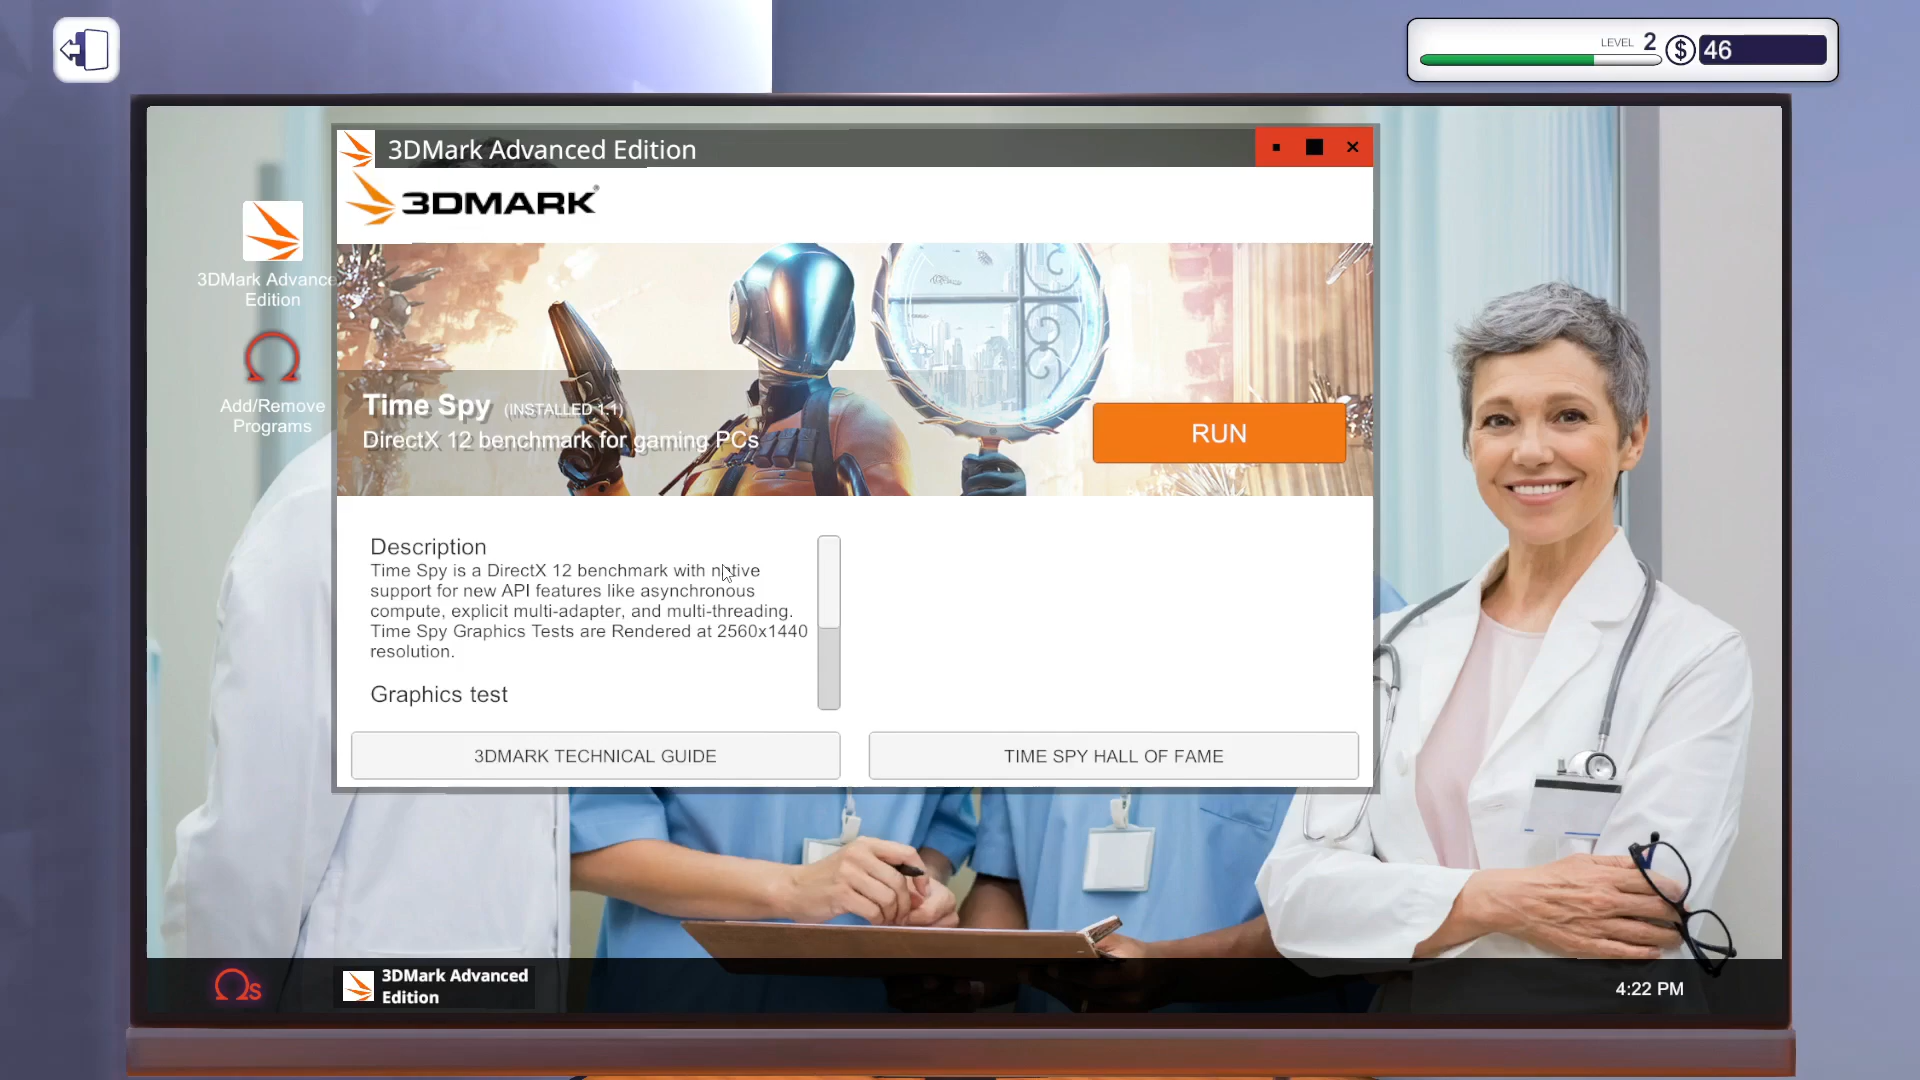 LEVEL 2
46
3DMark Advanced Edition
3DMARK®
3DMark Advance
Edition
Add/Remove
Programs
Time Spy (INSTALLED 1.1)
DirectX 12 benchmark for gaming PCs
RUN
Description
Time Spy is a DirectX 12 benchmark with native
support for new API features like asynchronous
compute, explicit multi-adapter, and multi-threading.
Time Spy Graphics Tests are Rendered at 2560x1440
resolution.
Graphics test
3DMARK TECHNICAL GUIDE
TIME SPY HALL OF FAME
Ωs
3DMark Advanced
Edition
4:22 PM